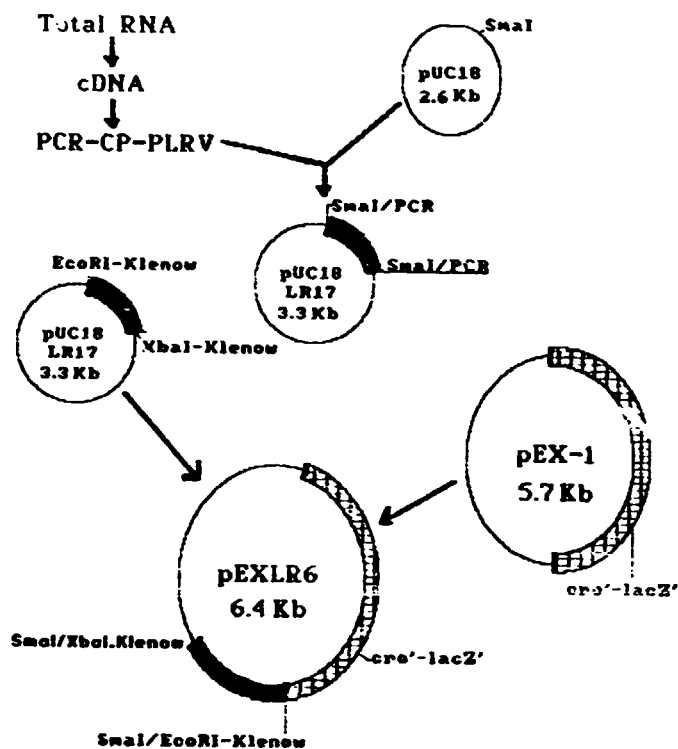 Total RNA
cDNA
PCR-CP-PLRV
SmaI
pUC18
2.6 Kb
SmaI/PCR
SmaI/PCR
pUC18
LR17
3.3 Kb
EcoRI-Klenow
pUC18
LR17
3.3 Kb
XbaI-Klenow
pEX-1
5.7 Kb
cro'-lacZ'
pEXLR6
6.4 Kb
SmaI/XbaI.Klenow
cro'-lacZ'
SmaI/EcoRI-Klenow